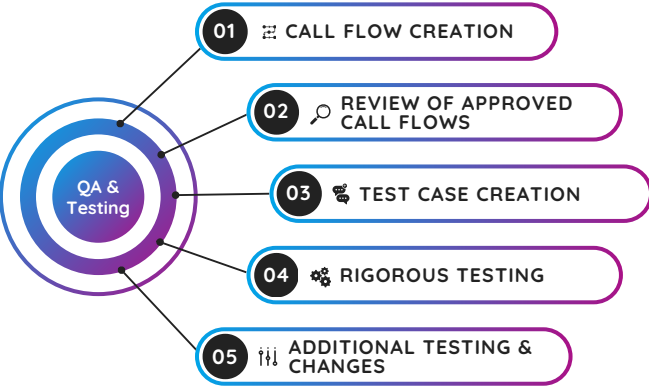 01 CALL FLOW CREATION
02 REVIEW OF APPROVED
CALL FLOWS
QA &
Testing
03 TEST CASE CREATION
04 RIGOROUS TESTING
05 ADDITIONAL TESTING &
CHANGES